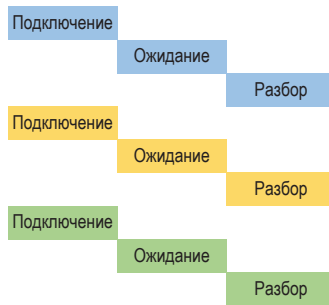 Подключение
Ожидание
Разбор
Подключение
Ожидание
Разбор
Подключение
Ожидание
Разбор